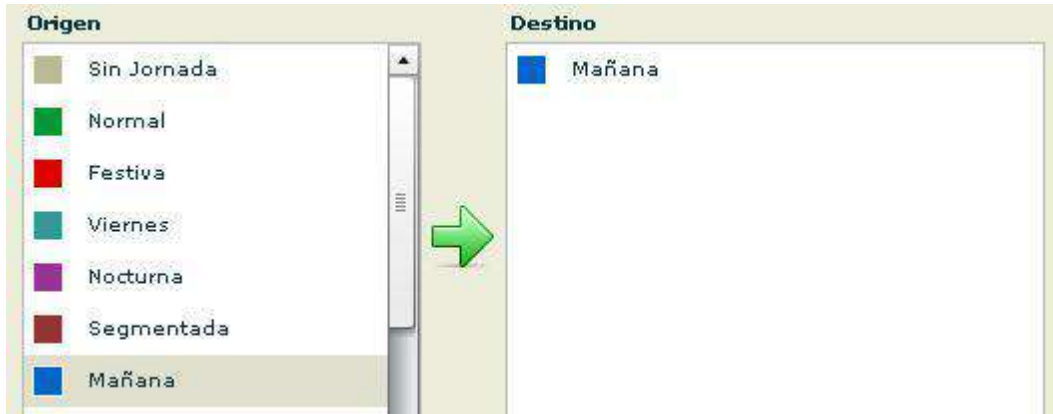 Origen
Sin Jornada
Normal
Festiva
Viernes
Nocturna
Segmentada
Mañana
Destino
Mañana